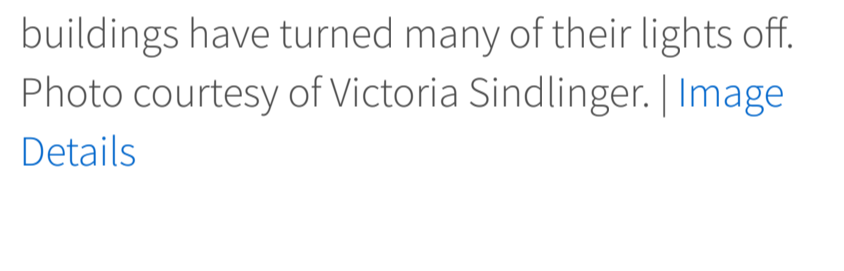 buildings have turned many of their lights off.
Photo courtesy of Victoria Sindlinger. | Image
Details